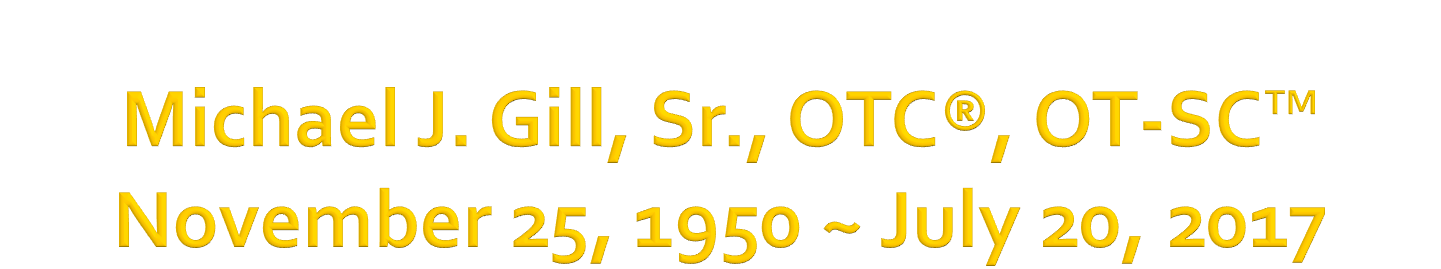 Michael J. Gill, Sr., OTC®, OT-SC™
November 25, 1950 ~ July 20, 2017